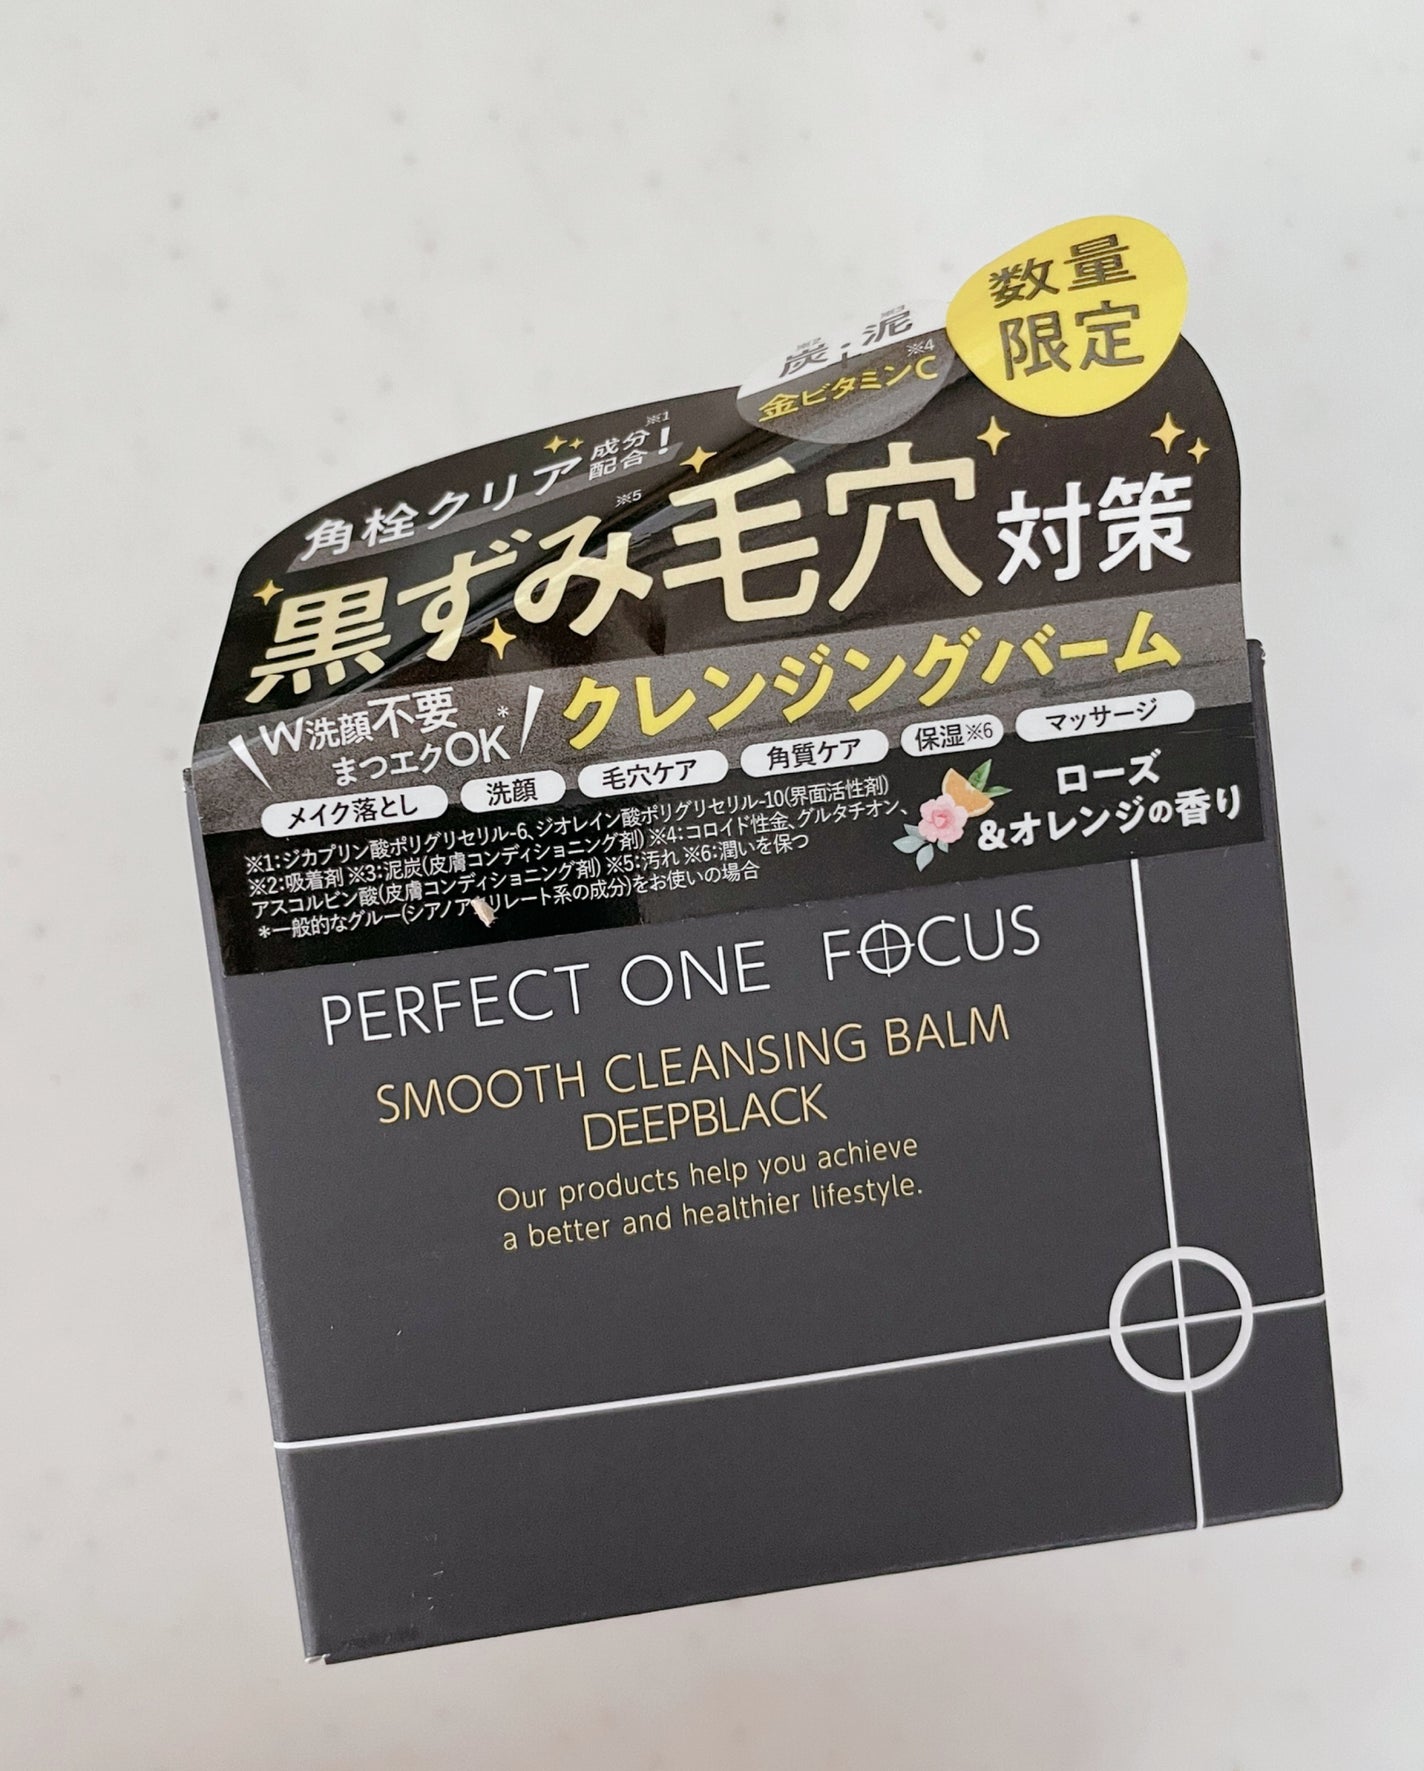 数量
限定
※2 ※3
炭・泥
※4
金ビタミンC
角栓クリア成分配合！※1
黒ずみ※5毛穴対策
W洗顔不要
まつエクOK*
クレンジングバーム
メイク落とし 洗顔 毛穴ケア 角質ケア 保湿※6 マッサージ
ローズ
&オレンジの香り
※1:ジカプリン酸ポリグリセリル-6、ジオレイン酸ポリグリセリル-10(界面活性剤)
※2:吸着剤 ※3:泥炭(皮膚コンディショニング剤) ※4:コロイド性金、グルタチオン、
アスコルビン酸(皮膚コンディショニング剤) ※5:汚れ ※6:潤いを保つ
*一般的なグルー(シアノアクリレート系の成分)をお使いの場合
PERFECT ONE FOCUS
SMOOTH CLEANSING BALM
DEEPBLACK
Our products help you achieve
a better and healthier lifestyle.